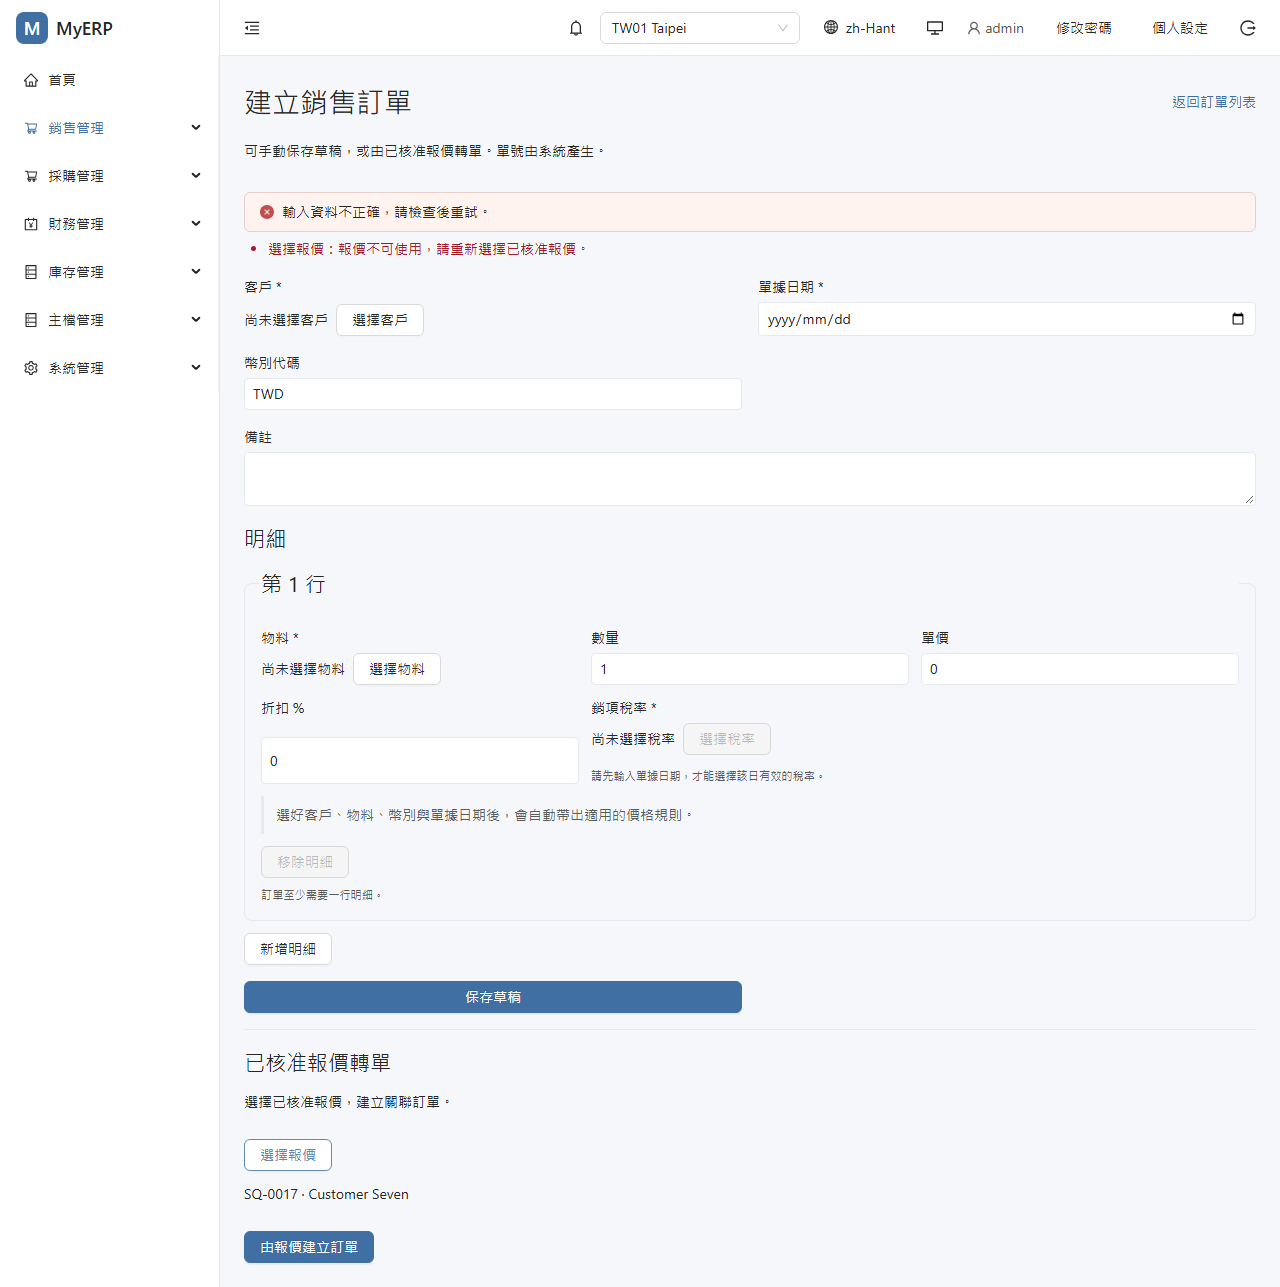 M MyERP
TW01 Taipei
zh-Hant
admin
修改密碼
個人設定
首頁
銷售管理
採購管理
財務管理
庫存管理
主檔管理
系統管理
建立銷售訂單
返回訂單列表
可手動保存草稿，或由已核准報價轉單。單號由系統產生。
輸入資料不正確，請檢查後重試。
選擇報價：報價不可使用，請重新選擇已核准報價。
客戶 *
單據日期 *
尚未選擇客戶 選擇客戶
yyyy/mm/dd
幣別代碼
TWD
備註
明細
第 1 行
物料 *
數量
單價
尚未選擇物料 選擇物料
1
0
折扣 %
銷項稅率 *
0
尚未選擇稅率 選擇稅率
請先輸入單據日期，才能選擇該日有效的稅率。
選好客戶、物料、幣別與單據日期後，會自動帶出適用的價格規則。
移除明細
訂單至少需要一行明細。
新增明細
保存草稿
已核准報價轉單
選擇已核准報價，建立關聯訂單。
選擇報價
SQ-0017 · Customer Seven
由報價建立訂單